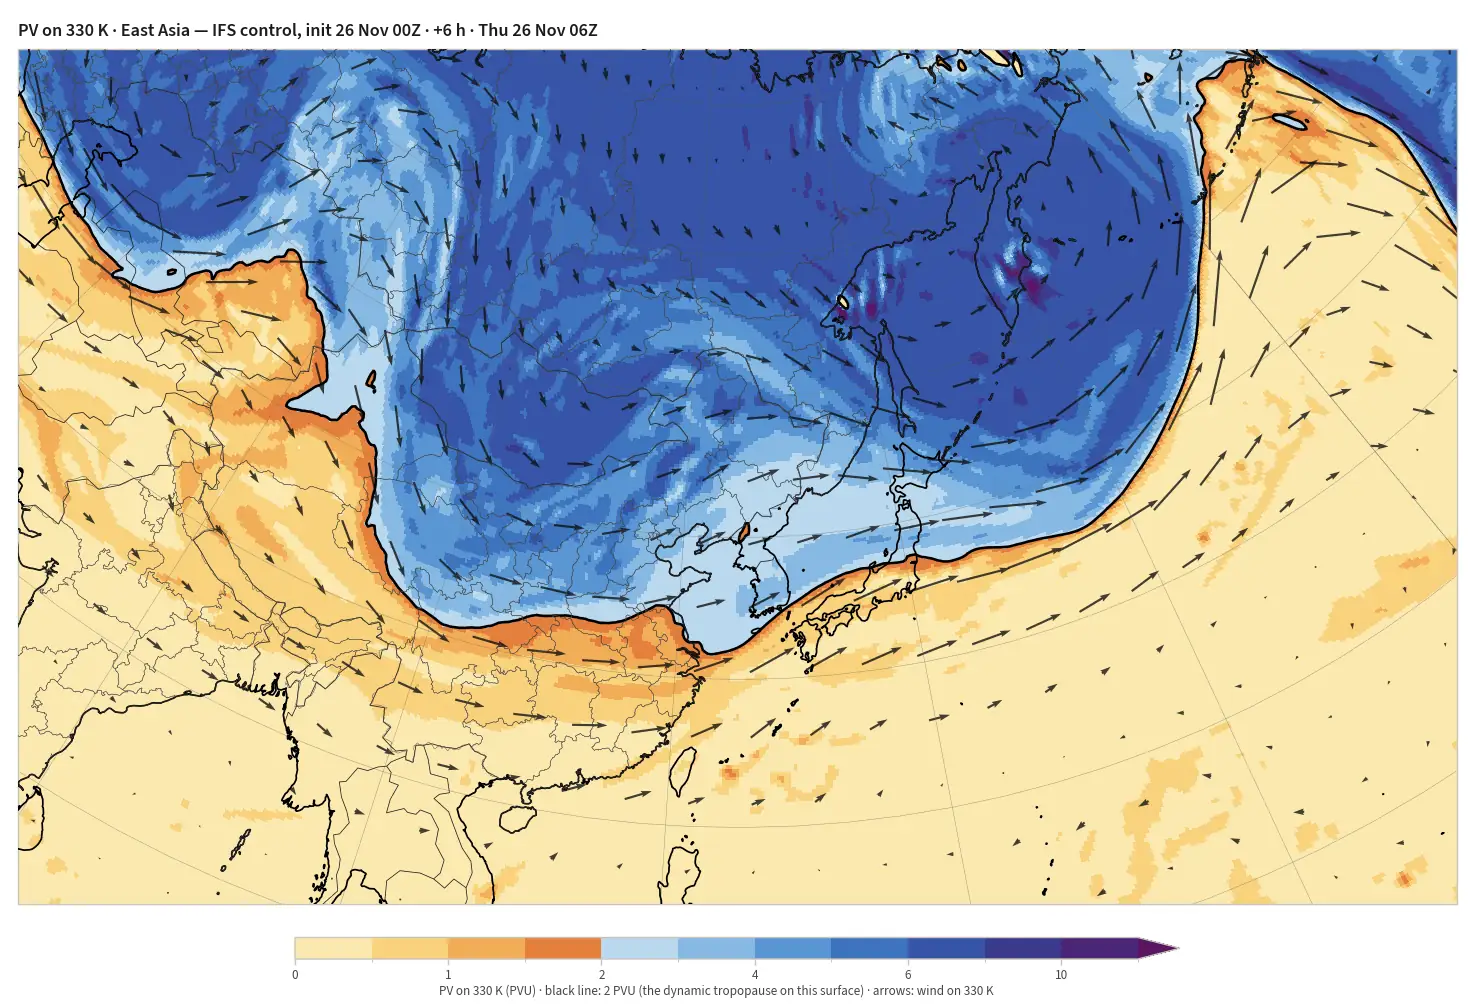 PV on 330 K · East Asia — IFS control, init 26 Nov 00Z · +6 h · Thu 26 Nov 06Z
0 1 2 4 6 10
PV on 330 K (PVU) · black line: 2 PVU (the dynamic tropopause on this surface) · arrows: wind on 330 K